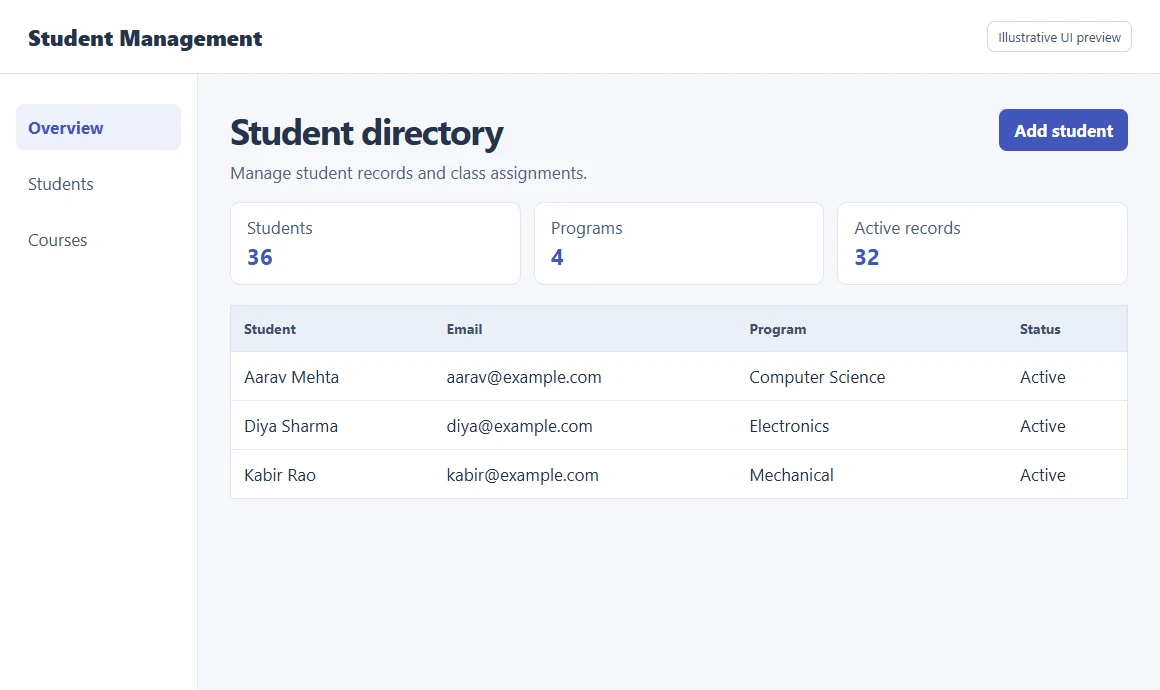 Student Management
Illustrative UI preview
Overview
Students
Courses
Student directory
Add student
Manage student records and class assignments.
Students
36
Programs
4
Active records
32
Student Email Program Status
Aarav Mehta aarav@example.com Computer Science Active
Diya Sharma diya@example.com Electronics Active
Kabir Rao kabir@example.com Mechanical Active